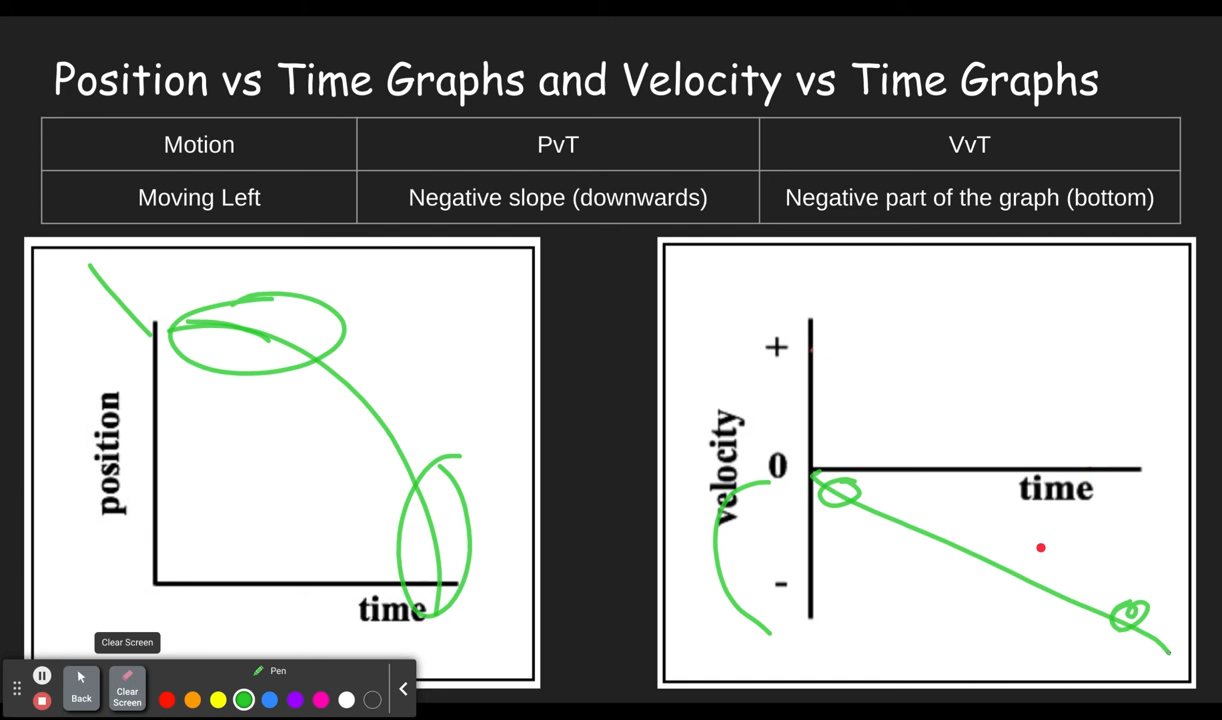 Position vs Time Graphs and Velocity vs Time Graphs
Motion PvT VvT
Moving Left Negative slope (downwards) Negative part of the graph (bottom)
position
time
+
velocity
0
time
-
Clear Screen
Pen
Back
Clear
Screen